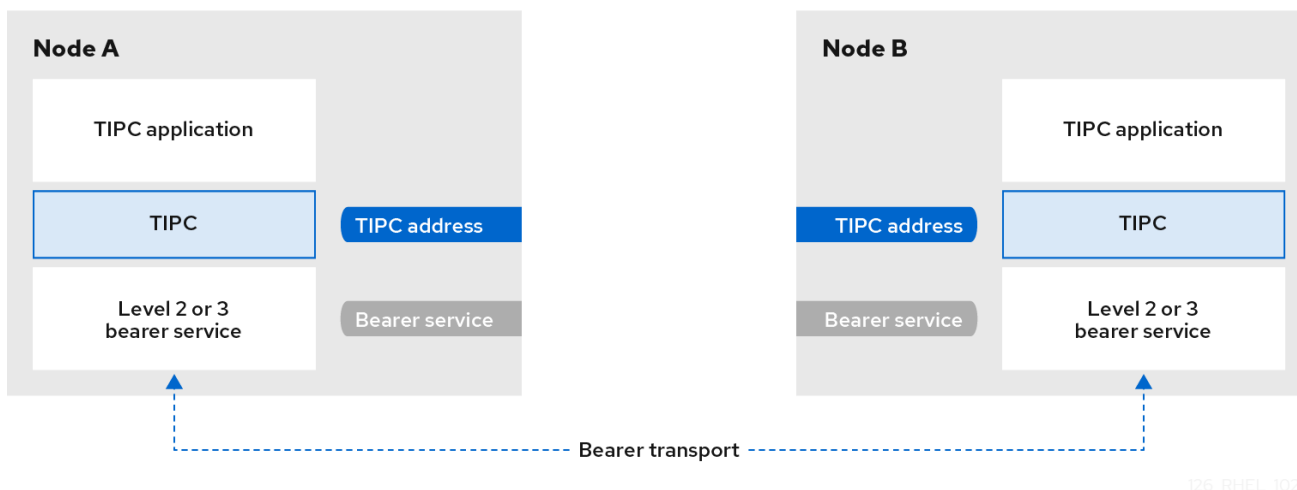 Node A
TIPC application
TIPC
TIPC address
Level 2 or 3
bearer service
Bearer service
Node B
TIPC application
TIPC address
TIPC
Bearer service
Level 2 or 3
bearer service
Bearer transport
126_RHEL_102